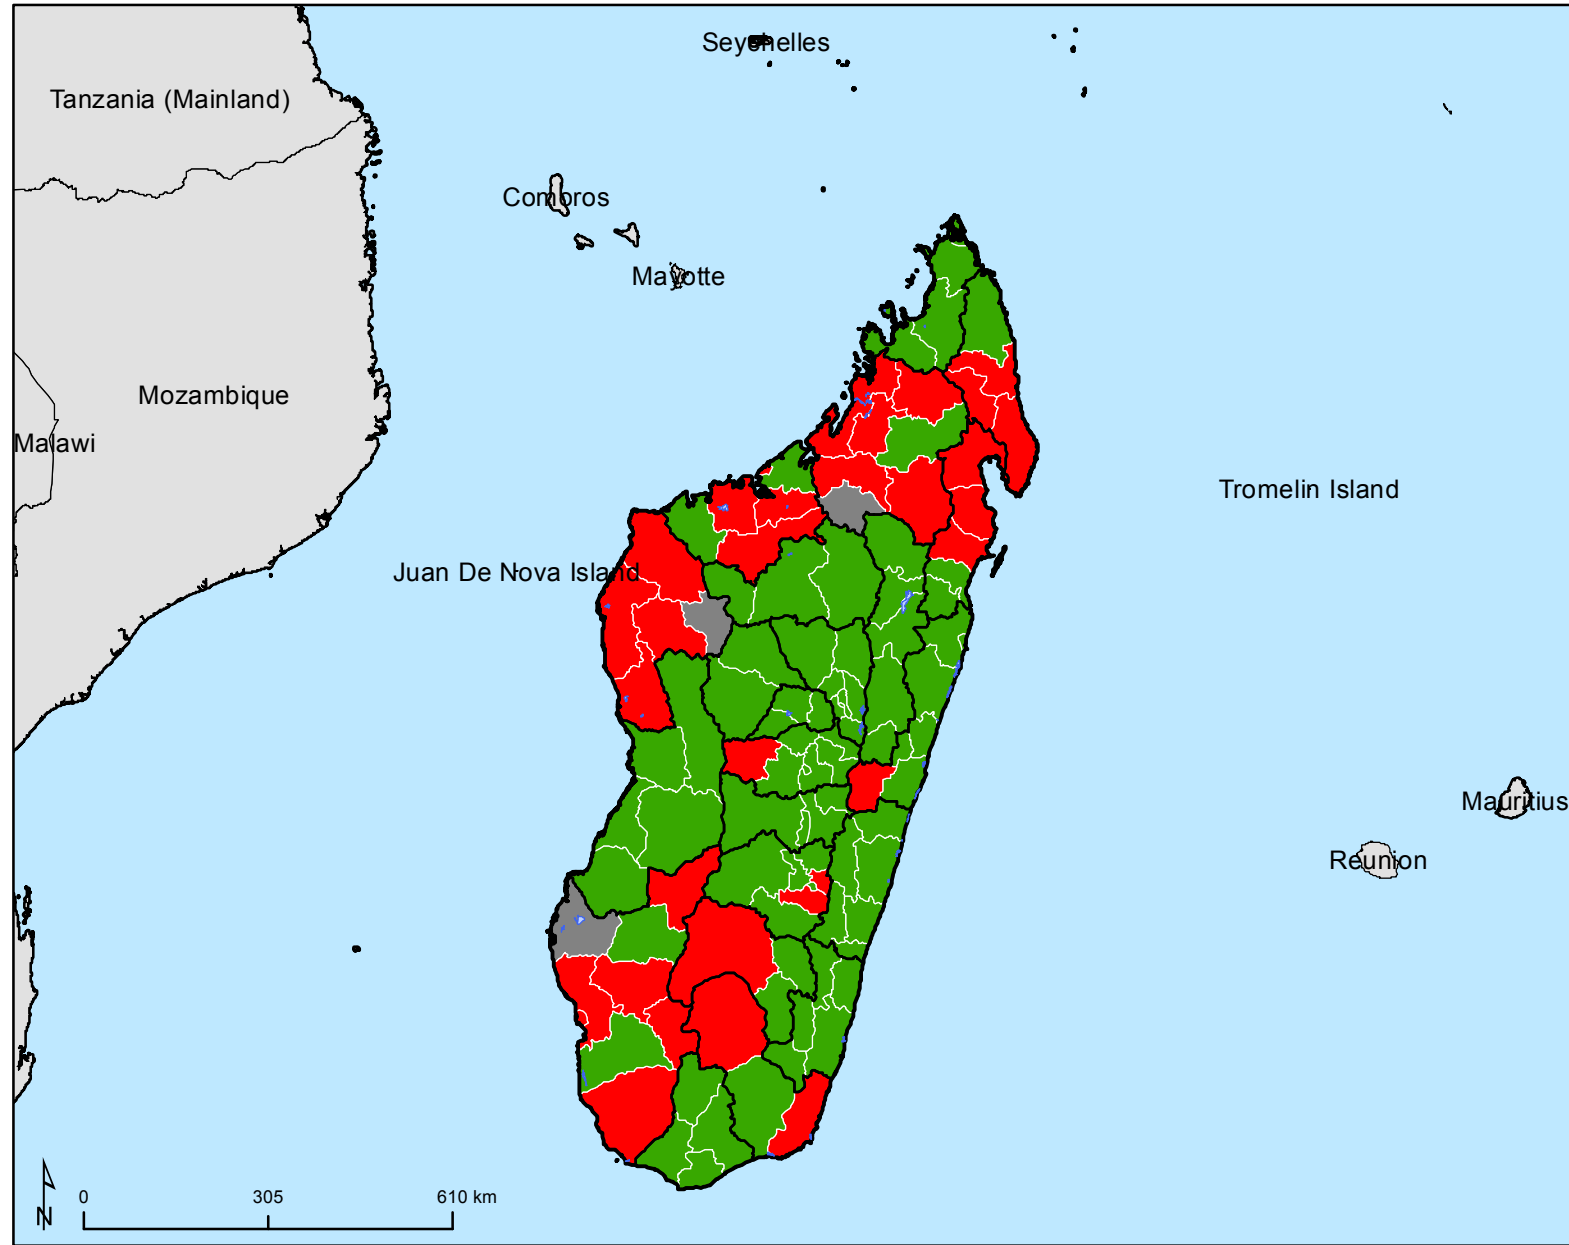 Seychelles
Tanzania (Mainland)
Comoros
Mayotte
Mozambique
Malawi
Tromelin Island
Juan De Nova Island
Mauritius
Reunion
0 305 610 km
N